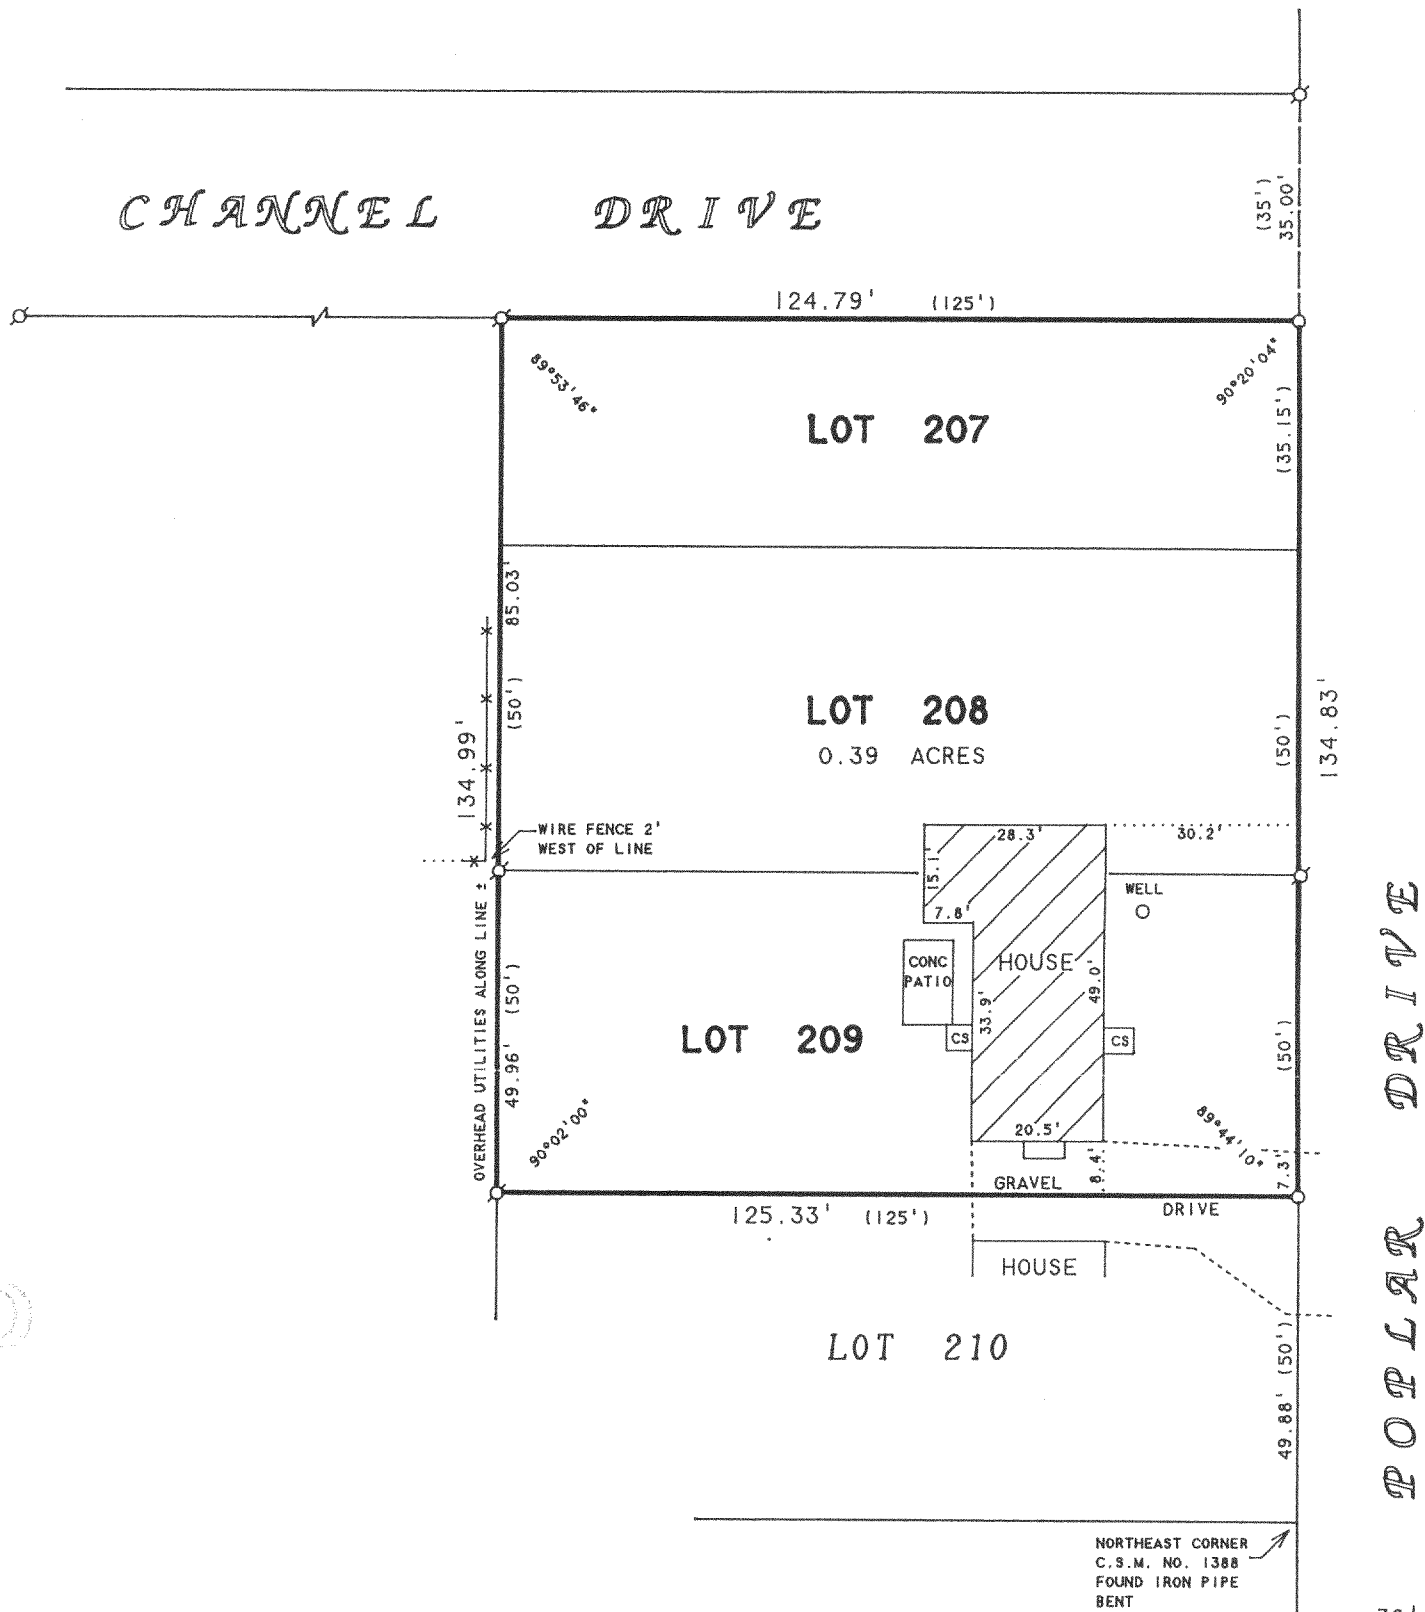 CHANNEL DRIVE
(35')
35.00'
124.79' (125')
89°53'46"
90°20'04"
LOT 207
(35.15')
85.03'
(50')
134.99'
LOT 208
0.39 ACRES
(50')
134.83'
WIRE FENCE 2'
WEST OF LINE
28.3'
30.2'
15.1'
7.8'
WELL
CONC
PATIO
HOUSE
33.9'
49.0'
CS
CS
LOT 209
OVERHEAD UTILITIES ALONG LINE ±
49.96' (50')
(50')
90°02'00"
89°44'10"
20.5'
GRAVEL
8.4'
7.3'
125.33' (125')
DRIVE
HOUSE
LOT 210
49.88' (50')
POPLAR DRIVE
NORTHEAST CORNER
C.S.M. NO. 1388
FOUND IRON PIPE
BENT